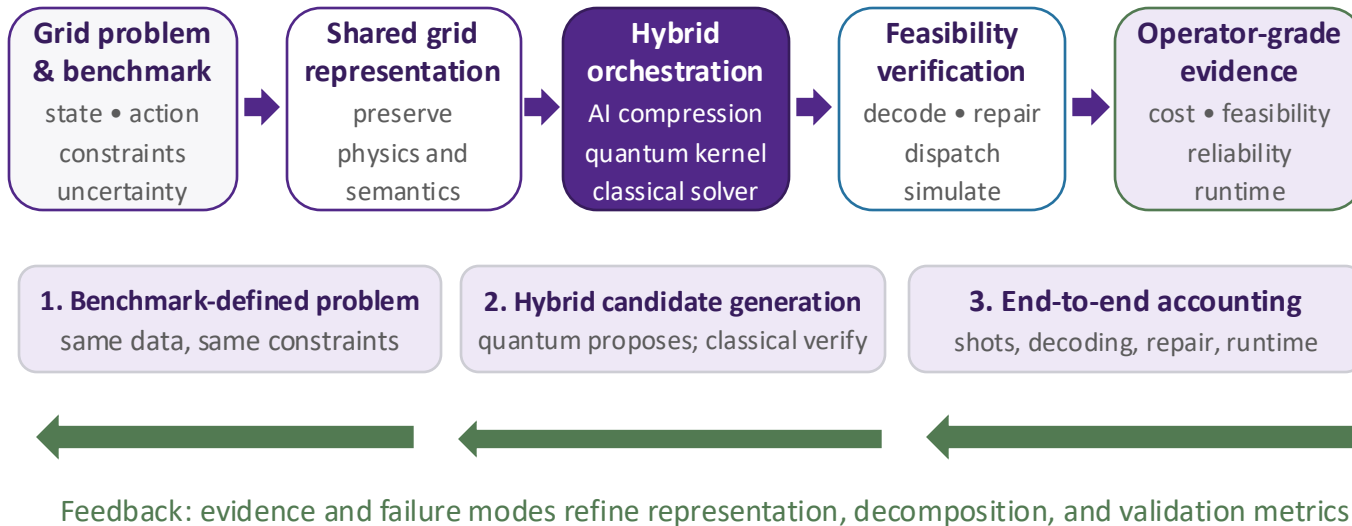 Grid problem
& benchmark
state • action
constraints
uncertainty
Shared grid
representation
preserve
physics and
semantics
Hybrid
orchestration
AI compression
quantum kernel
classical solver
Feasibility
verification
decode • repair
dispatch
simulate
Operator-grade
evidence
cost • feasibility
reliability
runtime
1. Benchmark-defined problem
same data, same constraints
2. Hybrid candidate generation
quantum proposes; classical verify
3. End-to-end accounting
shots, decoding, repair, runtime
Feedback: evidence and failure modes refine representation, decomposition, and validation metrics